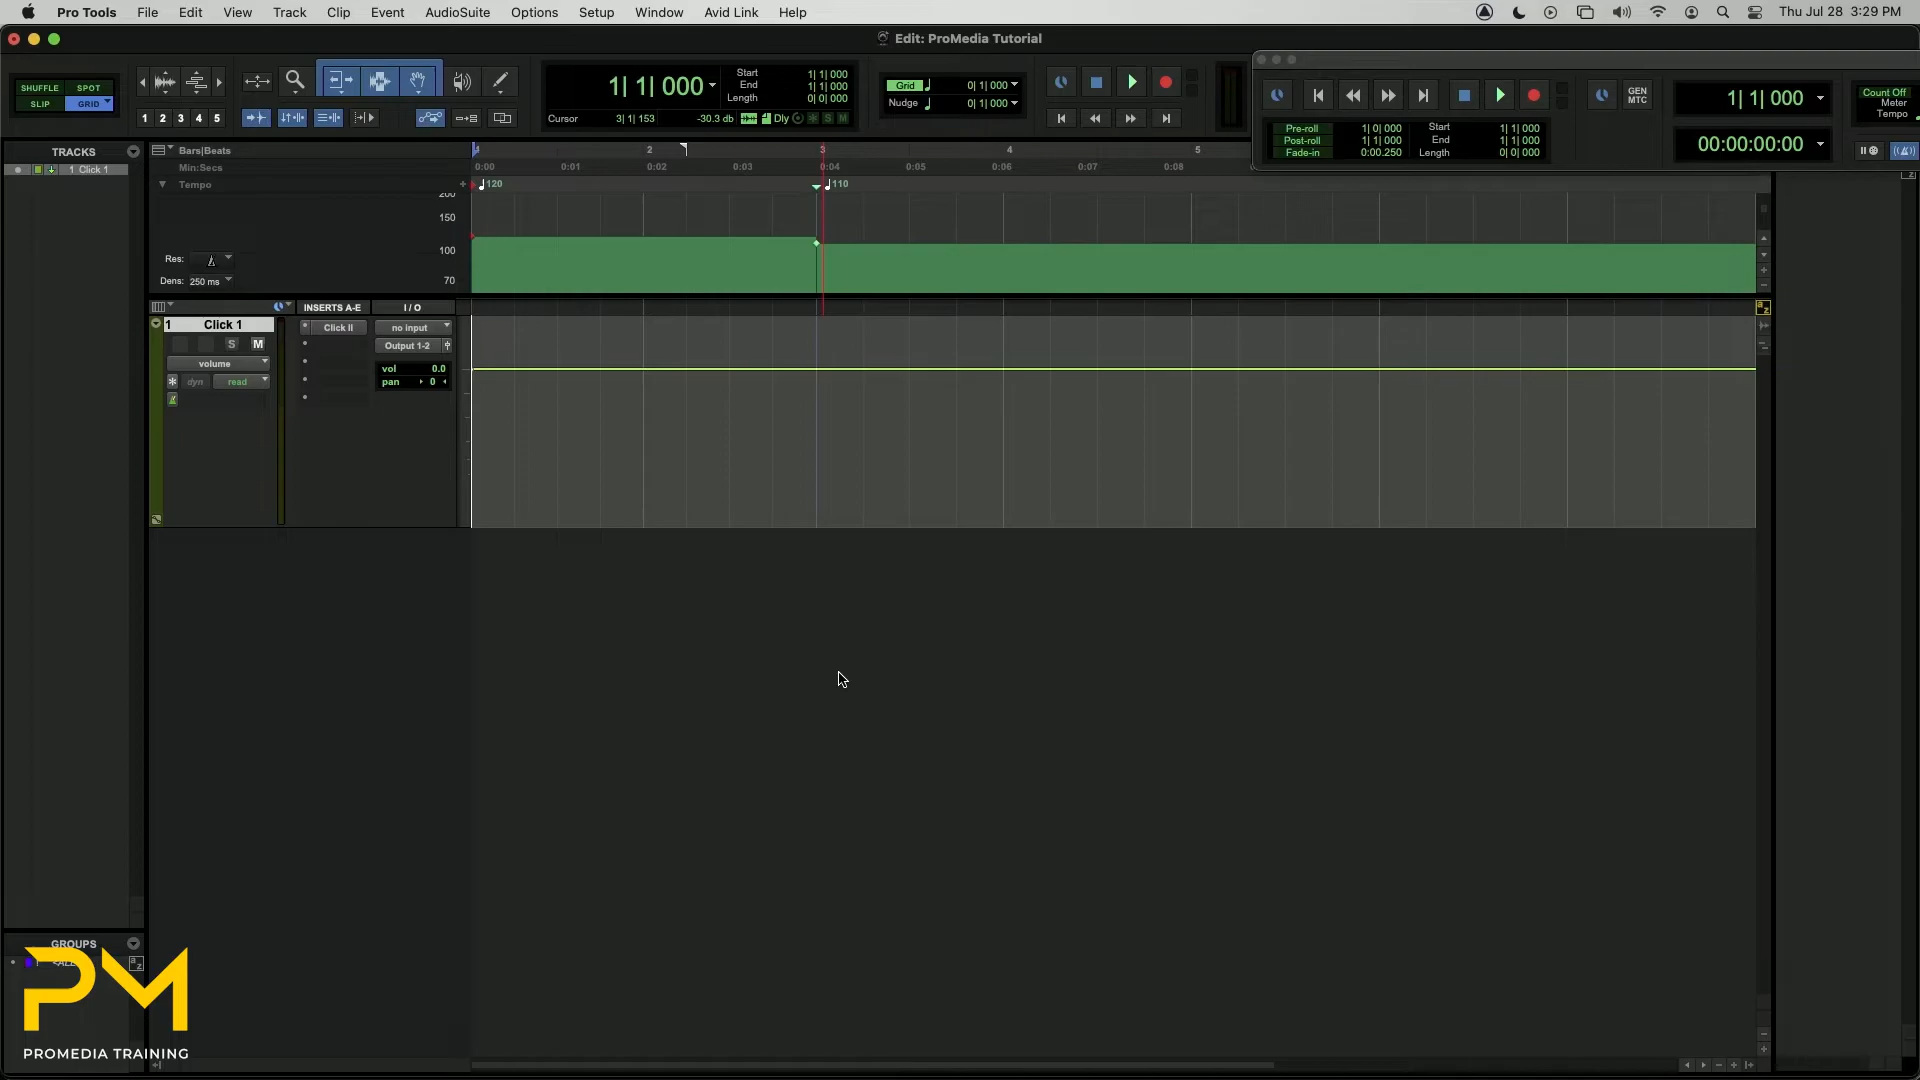 Pro Tools File Edit View Track Clip Event AudioSuite Options Setup Window Avid Link Help Thu Jul 28 3:29 PM
Edit: ProMedia Tutorial
SHUFFLE SPOT
SLIP GRID
1 2 3 4 5
1| 1| 000
Start 1| 1| 000
End 1| 1| 000
Length 0| 0| 000
Cursor 3| 1| 153 -30.3 db Dly S M
Grid 0| 1| 000
Nudge 0| 1| 000
GEN
MTC
1| 1| 000
Count Off
Meter
Tempo
Pre-roll 1| 0| 000 Start 1| 1| 000
Post-roll 1| 1| 000 End 1| 1| 000
Fade-in 0:00.250 Length 0| 0| 000
00:00:00:00
TRACKS
1 Click 1
Bars|Beats 2 3 4 5
Min:Secs 0:00 0:01 0:02 0:03 0:04 0:05 0:06 0:07 0:08
Tempo 120 110
200
150
100
70
Res:
Dens: 250 ms
INSERTS A-E I / O
1 Click 1 Click II no input
S M Output 1-2
volume vol 0.0
dyn read pan 0
GROUPS
PM
PROMEDIA TRAINING